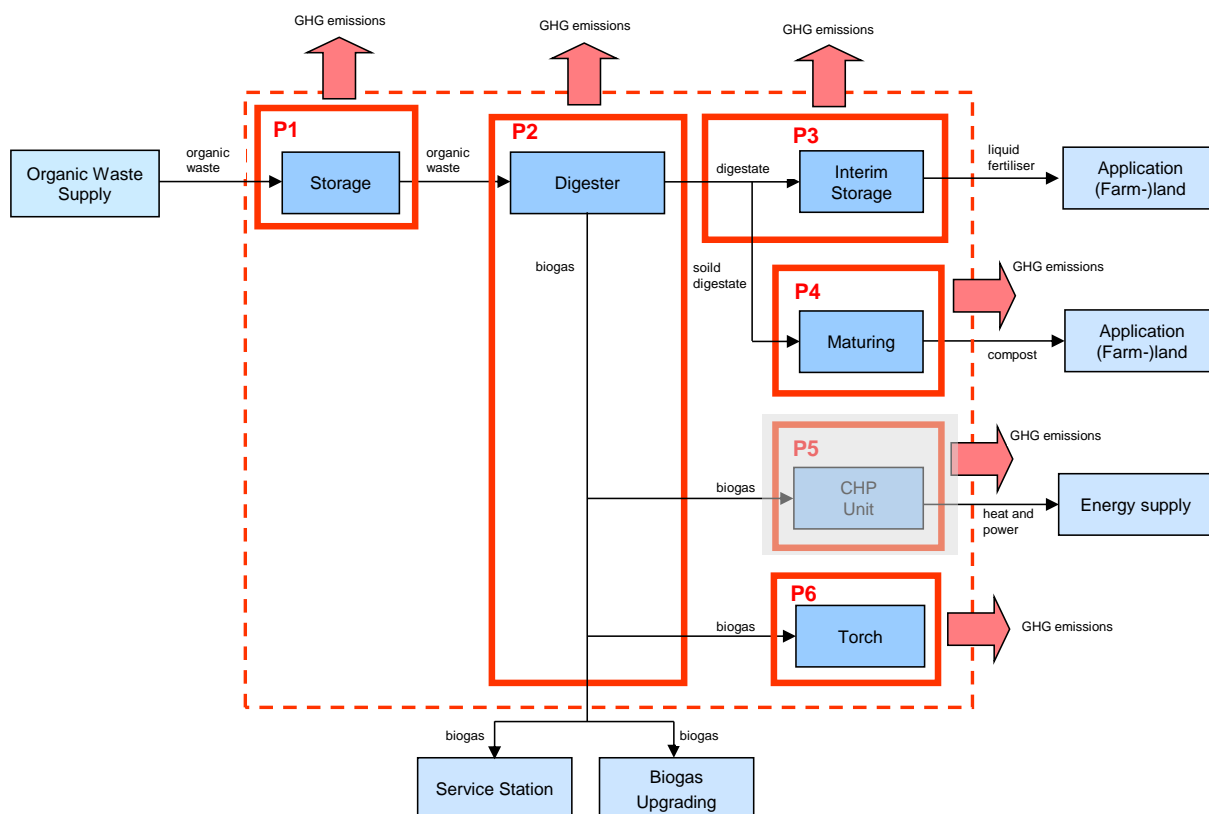 GHG emissions
GHG emissions
GHG emissions
P1
P2
P3
Organic Waste
Supply
organic
waste
Storage
organic
waste
Digester
digestate
Interim
Storage
liquid
fertiliser
Application
(Farm-)land
biogas
soild
digestate
P4
GHG emissions
Maturing
compost
Application
(Farm-)land
P5
GHG emissions
biogas
CHP
Unit
heat and
power
Energy supply
P6
biogas
Torch
GHG emissions
biogas
biogas
Service Station
Biogas
Upgrading